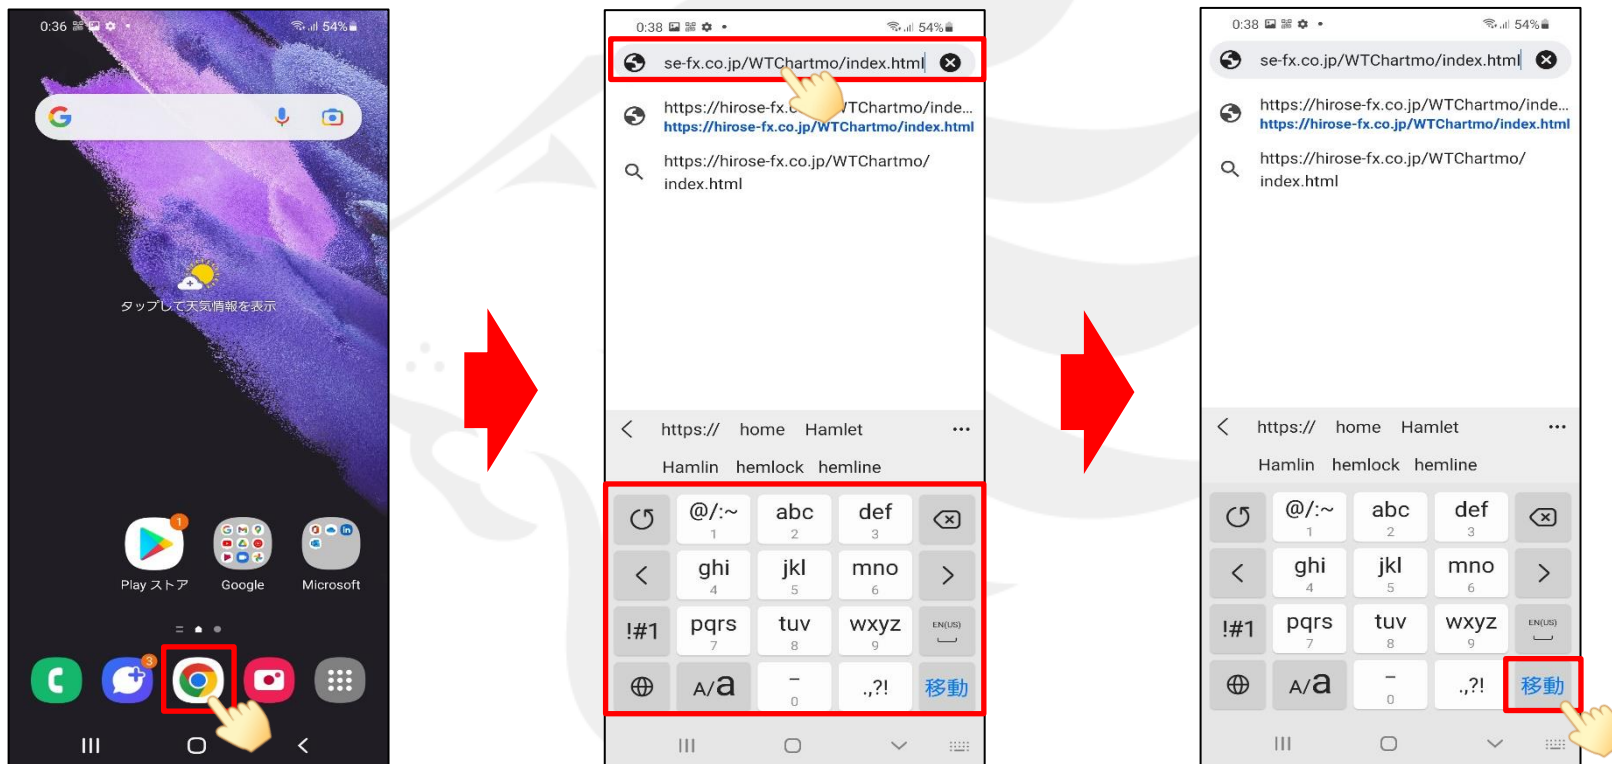 0:36
54%
タップして天気情報を表示
1
Play ストア
Google
Microsoft
3
0:38
54%
se-fx.co.jp/WTChartmo/index.html
https://hirose-fx.c WTChartmo/inde...
https://hirose-fx.co.jp/WTChartmo/index.html
https://hirose-fx.co.jp/WTChartmo/
index.html
https:// home Hamlet ...
Hamlin hemlock hemline
@/:~ abc def
1 2 3
ghi jkl mno
4 5 6
!#1 pqrs tuv wxyz EN(US)
7 8 9
A/a - .,?! 移動
0
0:38
54%
se-fx.co.jp/WTChartmo/index.html
https://hirose-fx.co.jp/WTChartmo/inde...
https://hirose-fx.co.jp/WTChartmo/index.html
https://hirose-fx.co.jp/WTChartmo/
index.html
https:// home Hamlet ...
Hamlin hemlock hemline
@/:~ abc def
1 2 3
ghi jkl mno
4 5 6
!#1 pqrs tuv wxyz EN(US)
7 8 9
A/a - .,?! 移動
0